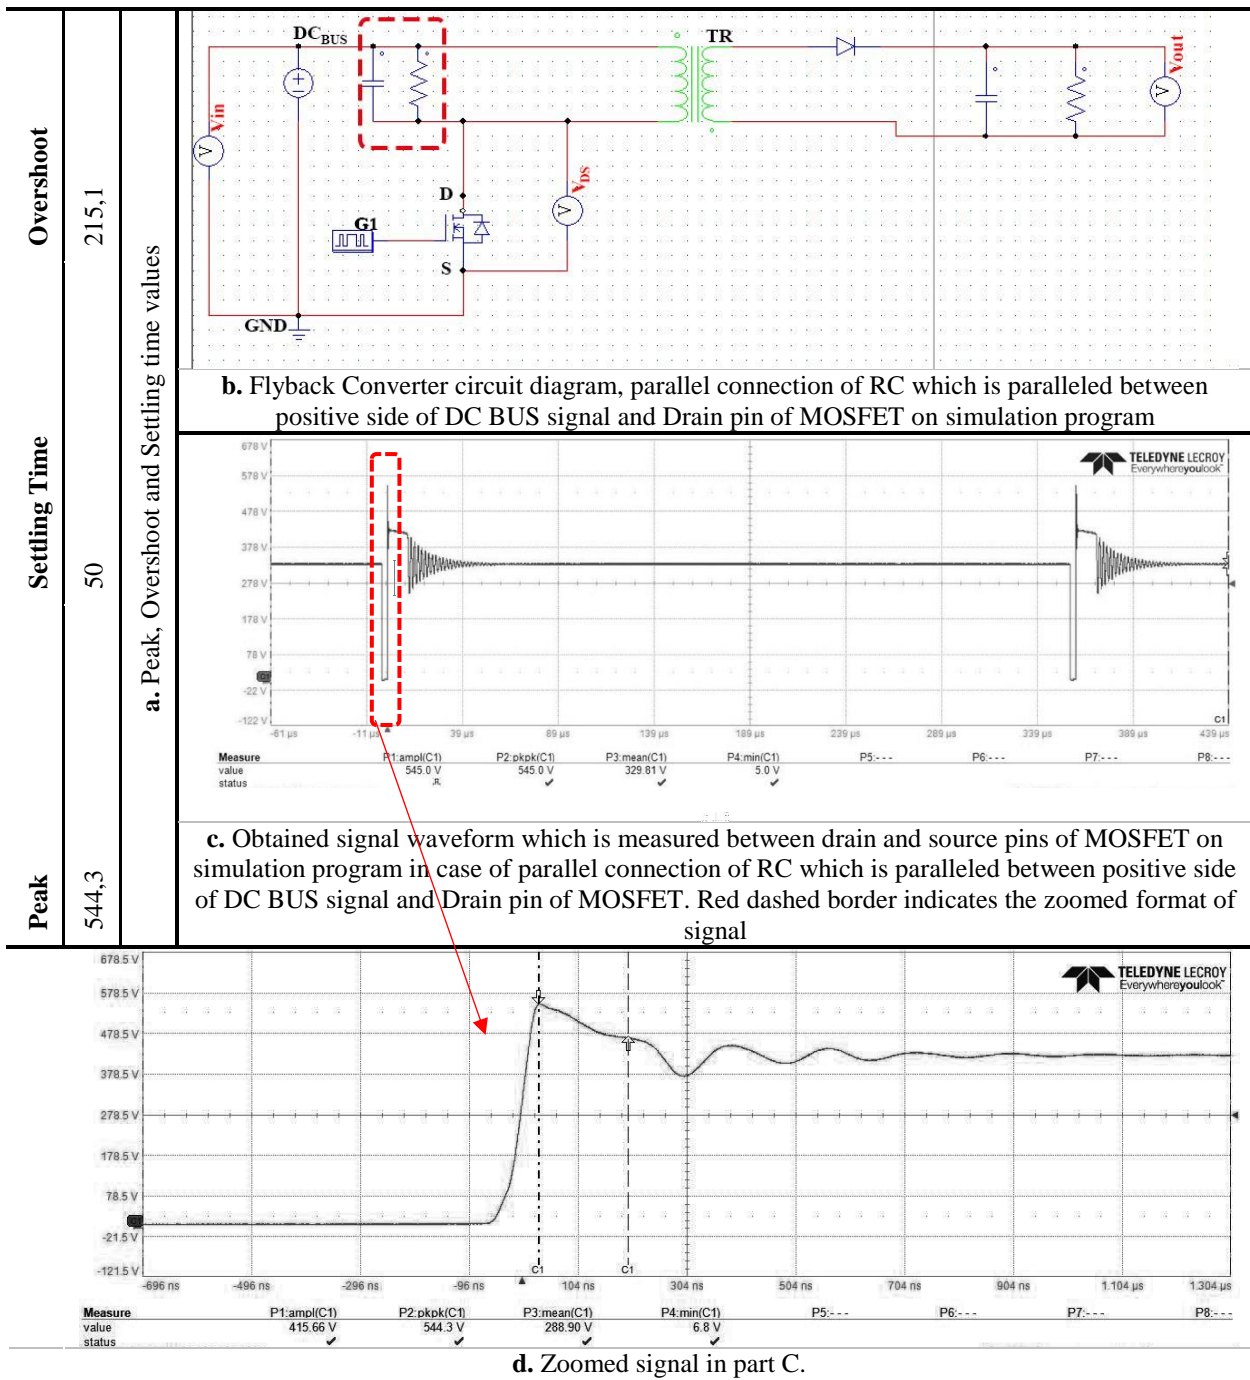 Overshoot
215,1
Settling Time
50
Peak
544,3
a. Peak, Overshoot and Settling time values
DC BUS
TR
Vin
V
V
Vout
V
D
VDS
G1
S
GND
b. Flyback Converter circuit diagram, parallel connection of RC which is paralleled between
positive side of DC BUS signal and Drain pin of MOSFET on simulation program
678 V
578 V
478 V
378 V
278 V
178 V
78 V
-22 V
-122 V
TELEDYNE LECROY
Everywhereyoulook
C1
C1
-61 µs -11 µs 39 µs 89 µs 139 µs 189 µs 239 µs 289 µs 339 µs 389 µs 439 µs
Measure P1:ampl(C1) P2:pkpk(C1) P3:mean(C1) P4:min(C1) P5:--- P6:--- P7:--- P8:---
value 545.0 V 545.0 V 329.81 V 5.0 V
status
c. Obtained signal waveform which is measured between drain and source pins of MOSFET on
simulation program in case of parallel connection of RC which is paralleled between positive side
of DC BUS signal and Drain pin of MOSFET. Red dashed border indicates the zoomed format of
signal
678.5 V
578.5 V
478.5 V
378.5 V
278.5 V
178.5 V
78.5 V
-21.5 V
-121.5 V
TELEDYNE LECROY
Everywhereyoulook
C1
C1 C1
-696 ns -496 ns -296 ns -96 ns 104 ns 304 ns 504 ns 704 ns 904 ns 1.104 µs 1.304 µs
Measure P1:ampl(C1) P2:pkpk(C1) P3:mean(C1) P4:min(C1) P5:--- P6:--- P7:--- P8:---
value 415.66 V 544.3 V 288.90 V 6.8 V
status
d. Zoomed signal in part C.